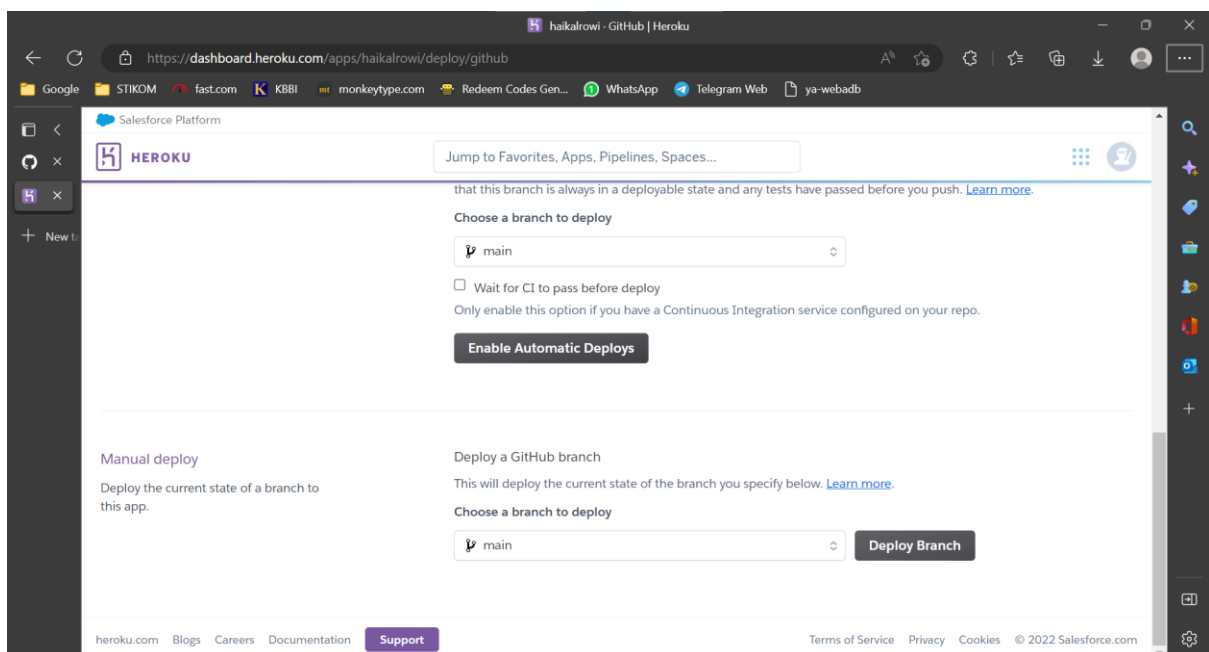 haikalrowi · GitHub | Heroku
https://dashboard.heroku.com/apps/haikalrowi/deploy/github
Google STIKOM fast.com KBBI mt monkeytype.com Redeem Codes Gen... WhatsApp Telegram Web ya-webadb
Salesforce Platform
HEROKU
Jump to Favorites, Apps, Pipelines, Spaces...
New ta
that this branch is always in a deployable state and any tests have passed before you push. Learn more.
Choose a branch to deploy
main
Wait for CI to pass before deploy
Only enable this option if you have a Continuous Integration service configured on your repo.
Enable Automatic Deploys
Manual deploy
Deploy the current state of a branch to
this app.
Deploy a GitHub branch
This will deploy the current state of the branch you specify below. Learn more.
Choose a branch to deploy
main
Deploy Branch
heroku.com Blogs Careers Documentation Support
Terms of Service Privacy Cookies © 2022 Salesforce.com